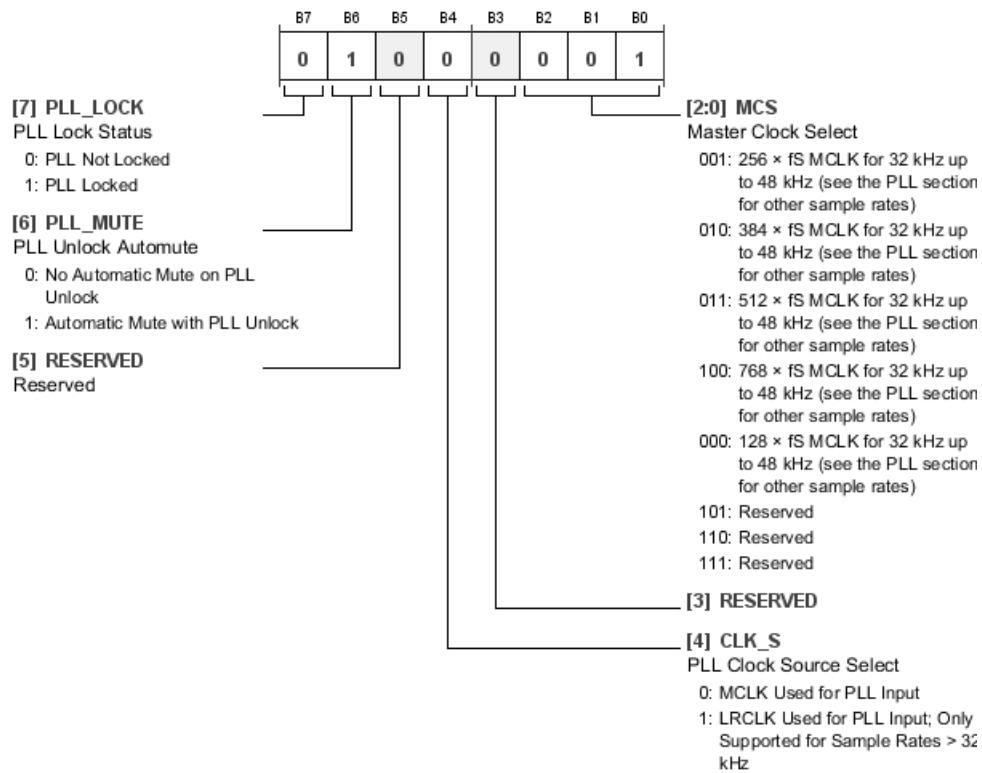 B7 B6 B5 B4 B3 B2 B1 B0
0 1 0 0 0 0 0 1
[7] PLL_LOCK
PLL Lock Status
0: PLL Not Locked
1: PLL Locked
[6] PLL_MUTE
PLL Unlock Automute
0: No Automatic Mute on PLL
Unlock
1: Automatic Mute with PLL Unlock
[5] RESERVED
Reserved
[2:0] MCS
Master Clock Select
001: 256 × fS MCLK for 32 kHz up
to 48 kHz (see the PLL section
for other sample rates)
010: 384 × fS MCLK for 32 kHz up
to 48 kHz (see the PLL section
for other sample rates)
011: 512 × fS MCLK for 32 kHz up
to 48 kHz (see the PLL section
for other sample rates)
100: 768 × fS MCLK for 32 kHz up
to 48 kHz (see the PLL section
for other sample rates)
000: 128 × fS MCLK for 32 kHz up
to 48 kHz (see the PLL section
for other sample rates)
101: Reserved
110: Reserved
111: Reserved
[3] RESERVED
[4] CLK_S
PLL Clock Source Select
0: MCLK Used for PLL Input
1: LRCLK Used for PLL Input; Only
Supported for Sample Rates > 32
kHz